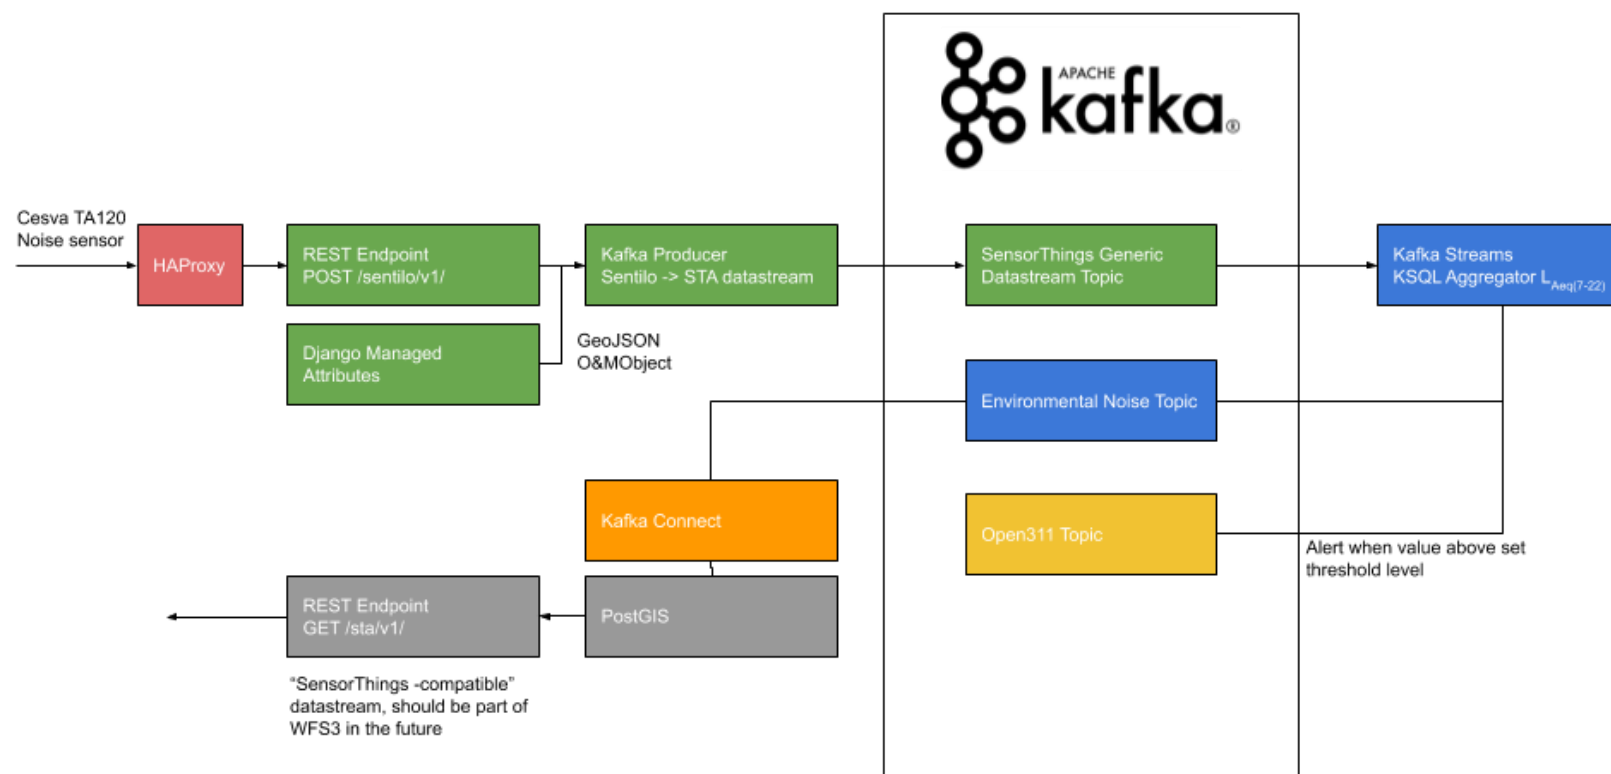 APACHE
kafka®
Cesva TA120
Noise sensor
HAProxy
REST Endpoint
POST /sentilo/v1/
Kafka Producer
Sentilo -> STA datastream
SensorThings Generic
Datastream Topic
Kafka Streams
KSQL Aggregator LAeq(7-22)
Django Managed
Attributes
GeoJSON
O&MObject
Environmental Noise Topic
Kafka Connect
Open311 Topic
Alert when value above set
threshold level
REST Endpoint
GET /sta/v1/
PostGIS
“SensorThings -compatible”
datastream, should be part of
WFS3 in the future